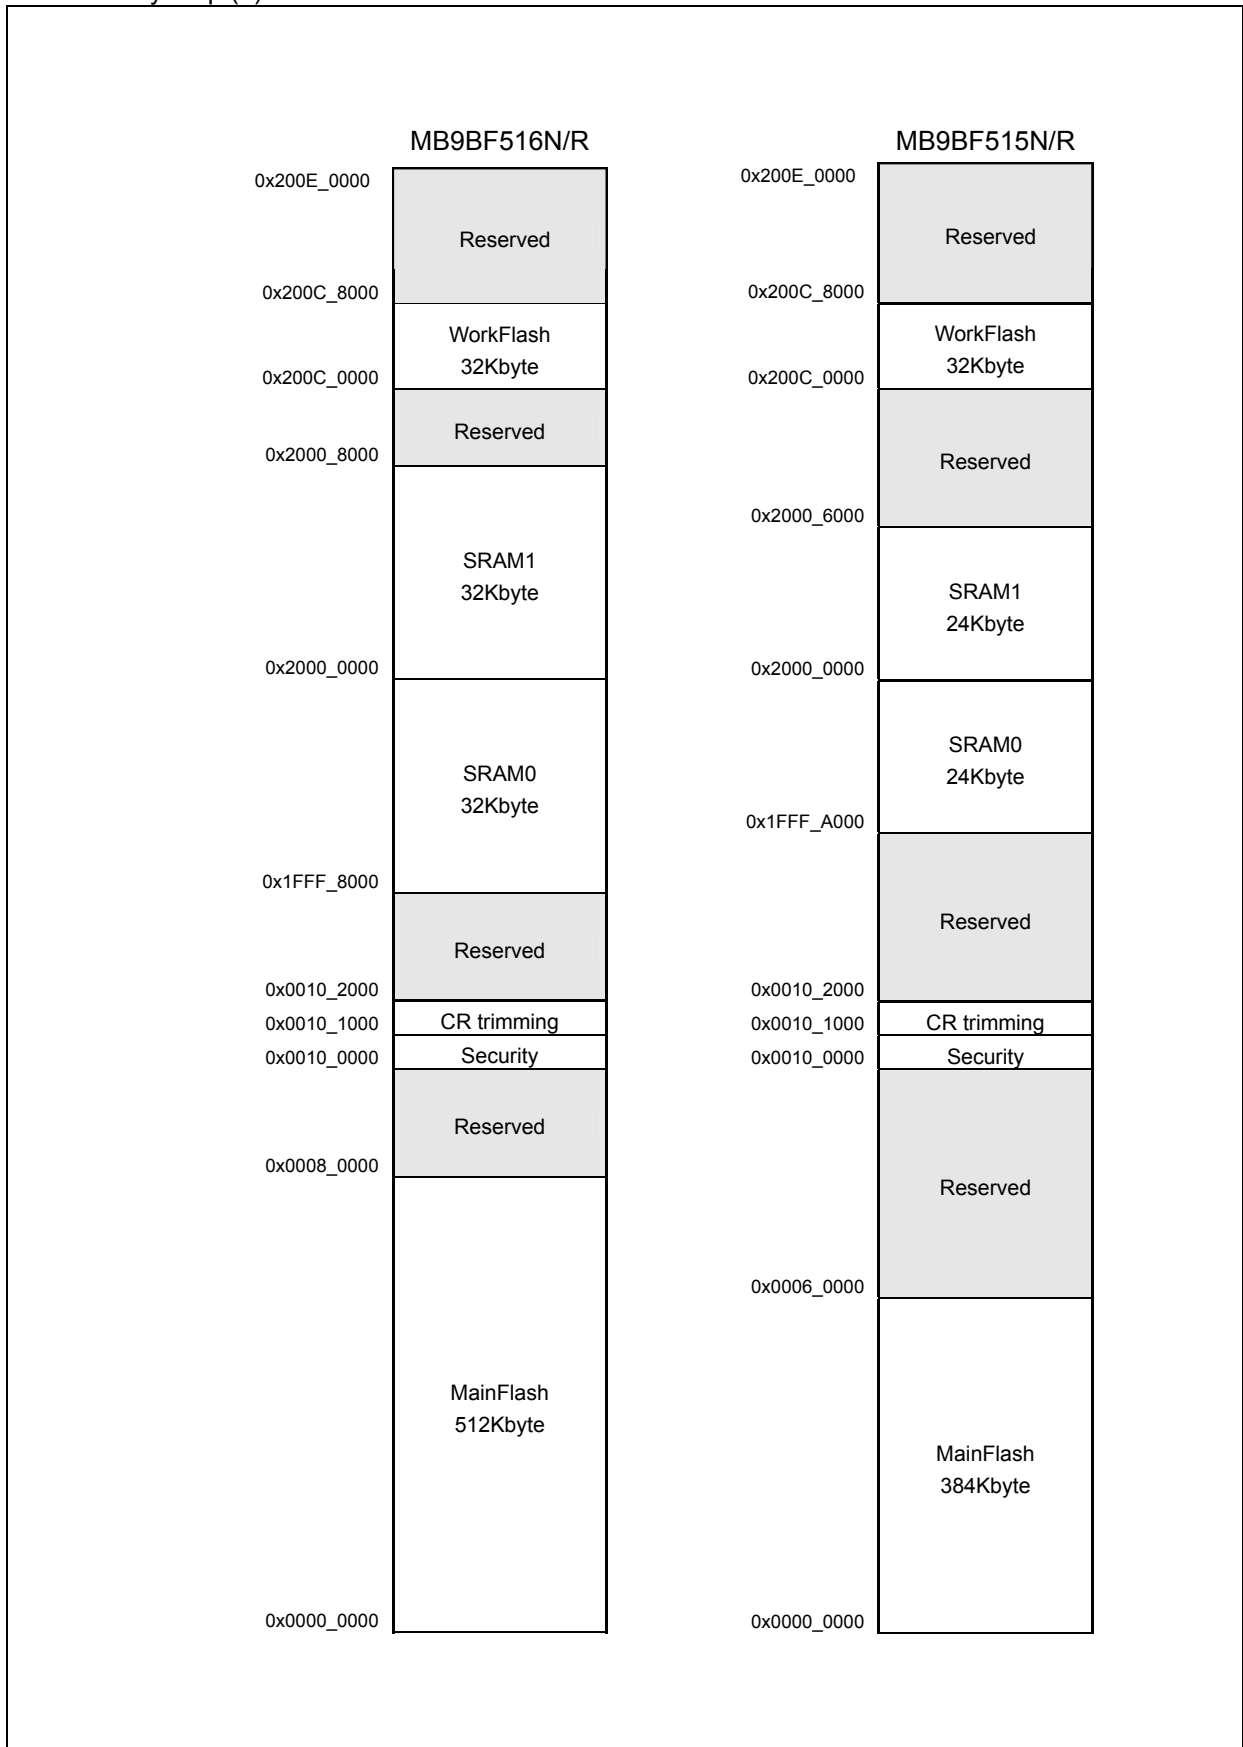 MB9BF516N/R
0x200E_0000
Reserved
0x200C_8000
WorkFlash
32Kbyte
0x200C_0000
Reserved
0x2000_8000
SRAM1
32Kbyte
0x2000_0000
SRAM0
32Kbyte
0x1FFF_8000
Reserved
0x0010_2000
0x0010_1000 CR trimming
0x0010_0000 Security
Reserved
0x0008_0000
MainFlash
512Kbyte
0x0000_0000
MB9BF515N/R
0x200E_0000
Reserved
0x200C_8000
WorkFlash
32Kbyte
0x200C_0000
Reserved
0x2000_6000
SRAM1
24Kbyte
0x2000_0000
SRAM0
24Kbyte
0x1FFF_A000
Reserved
0x0010_2000
0x0010_1000 CR trimming
0x0010_0000 Security
Reserved
0x0006_0000
MainFlash
384Kbyte
0x0000_0000